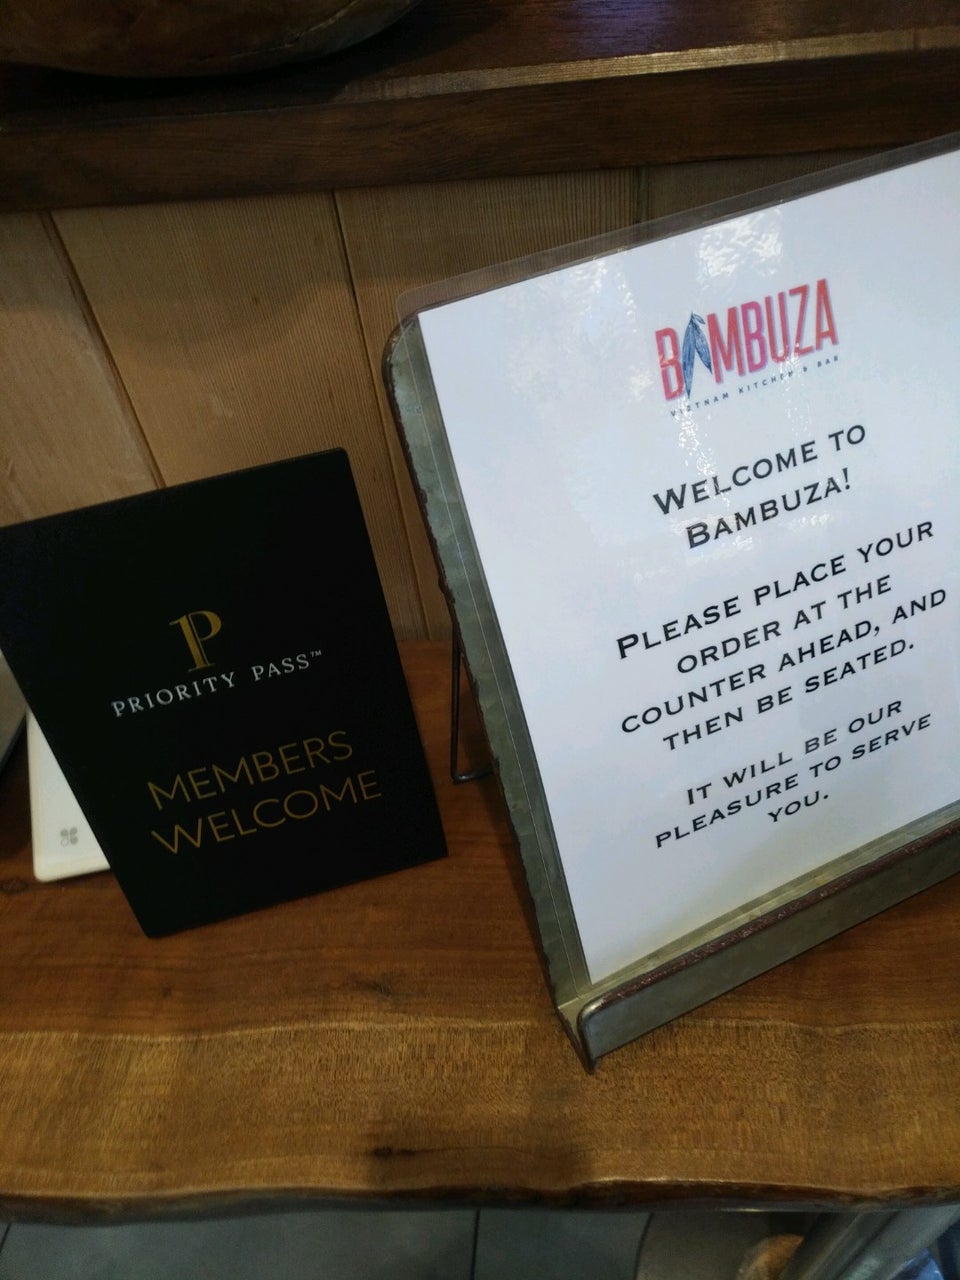 P
PRIORITY PASS™
MEMBERS
WELCOME
BAMBUZA
VIETNAM KITCHEN & BAR
WELCOME TO
BAMBUZA!
PLEASE PLACE YOUR
ORDER AT THE
COUNTER AHEAD, AND
THEN BE SEATED.
IT WILL BE OUR
PLEASURE TO SERVE
YOU.